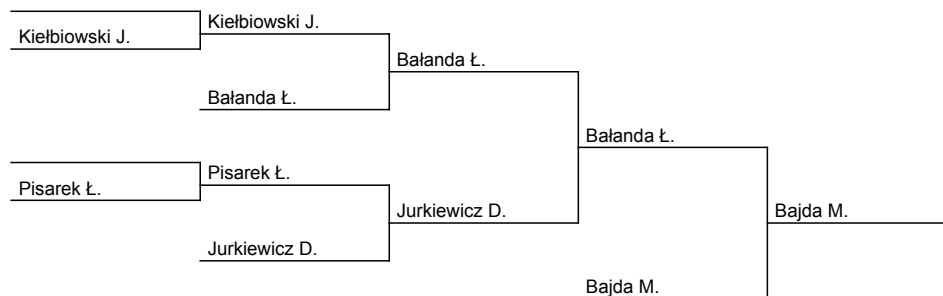 Kiełbiowski J.
Kiełbiowski J.
Bałanda Ł.
Bałanda Ł.
Bałanda Ł.
Pisarek Ł.
Pisarek Ł.
Jurkiewicz D.
Bajda M.
Jurkiewicz D.
Bajda M.